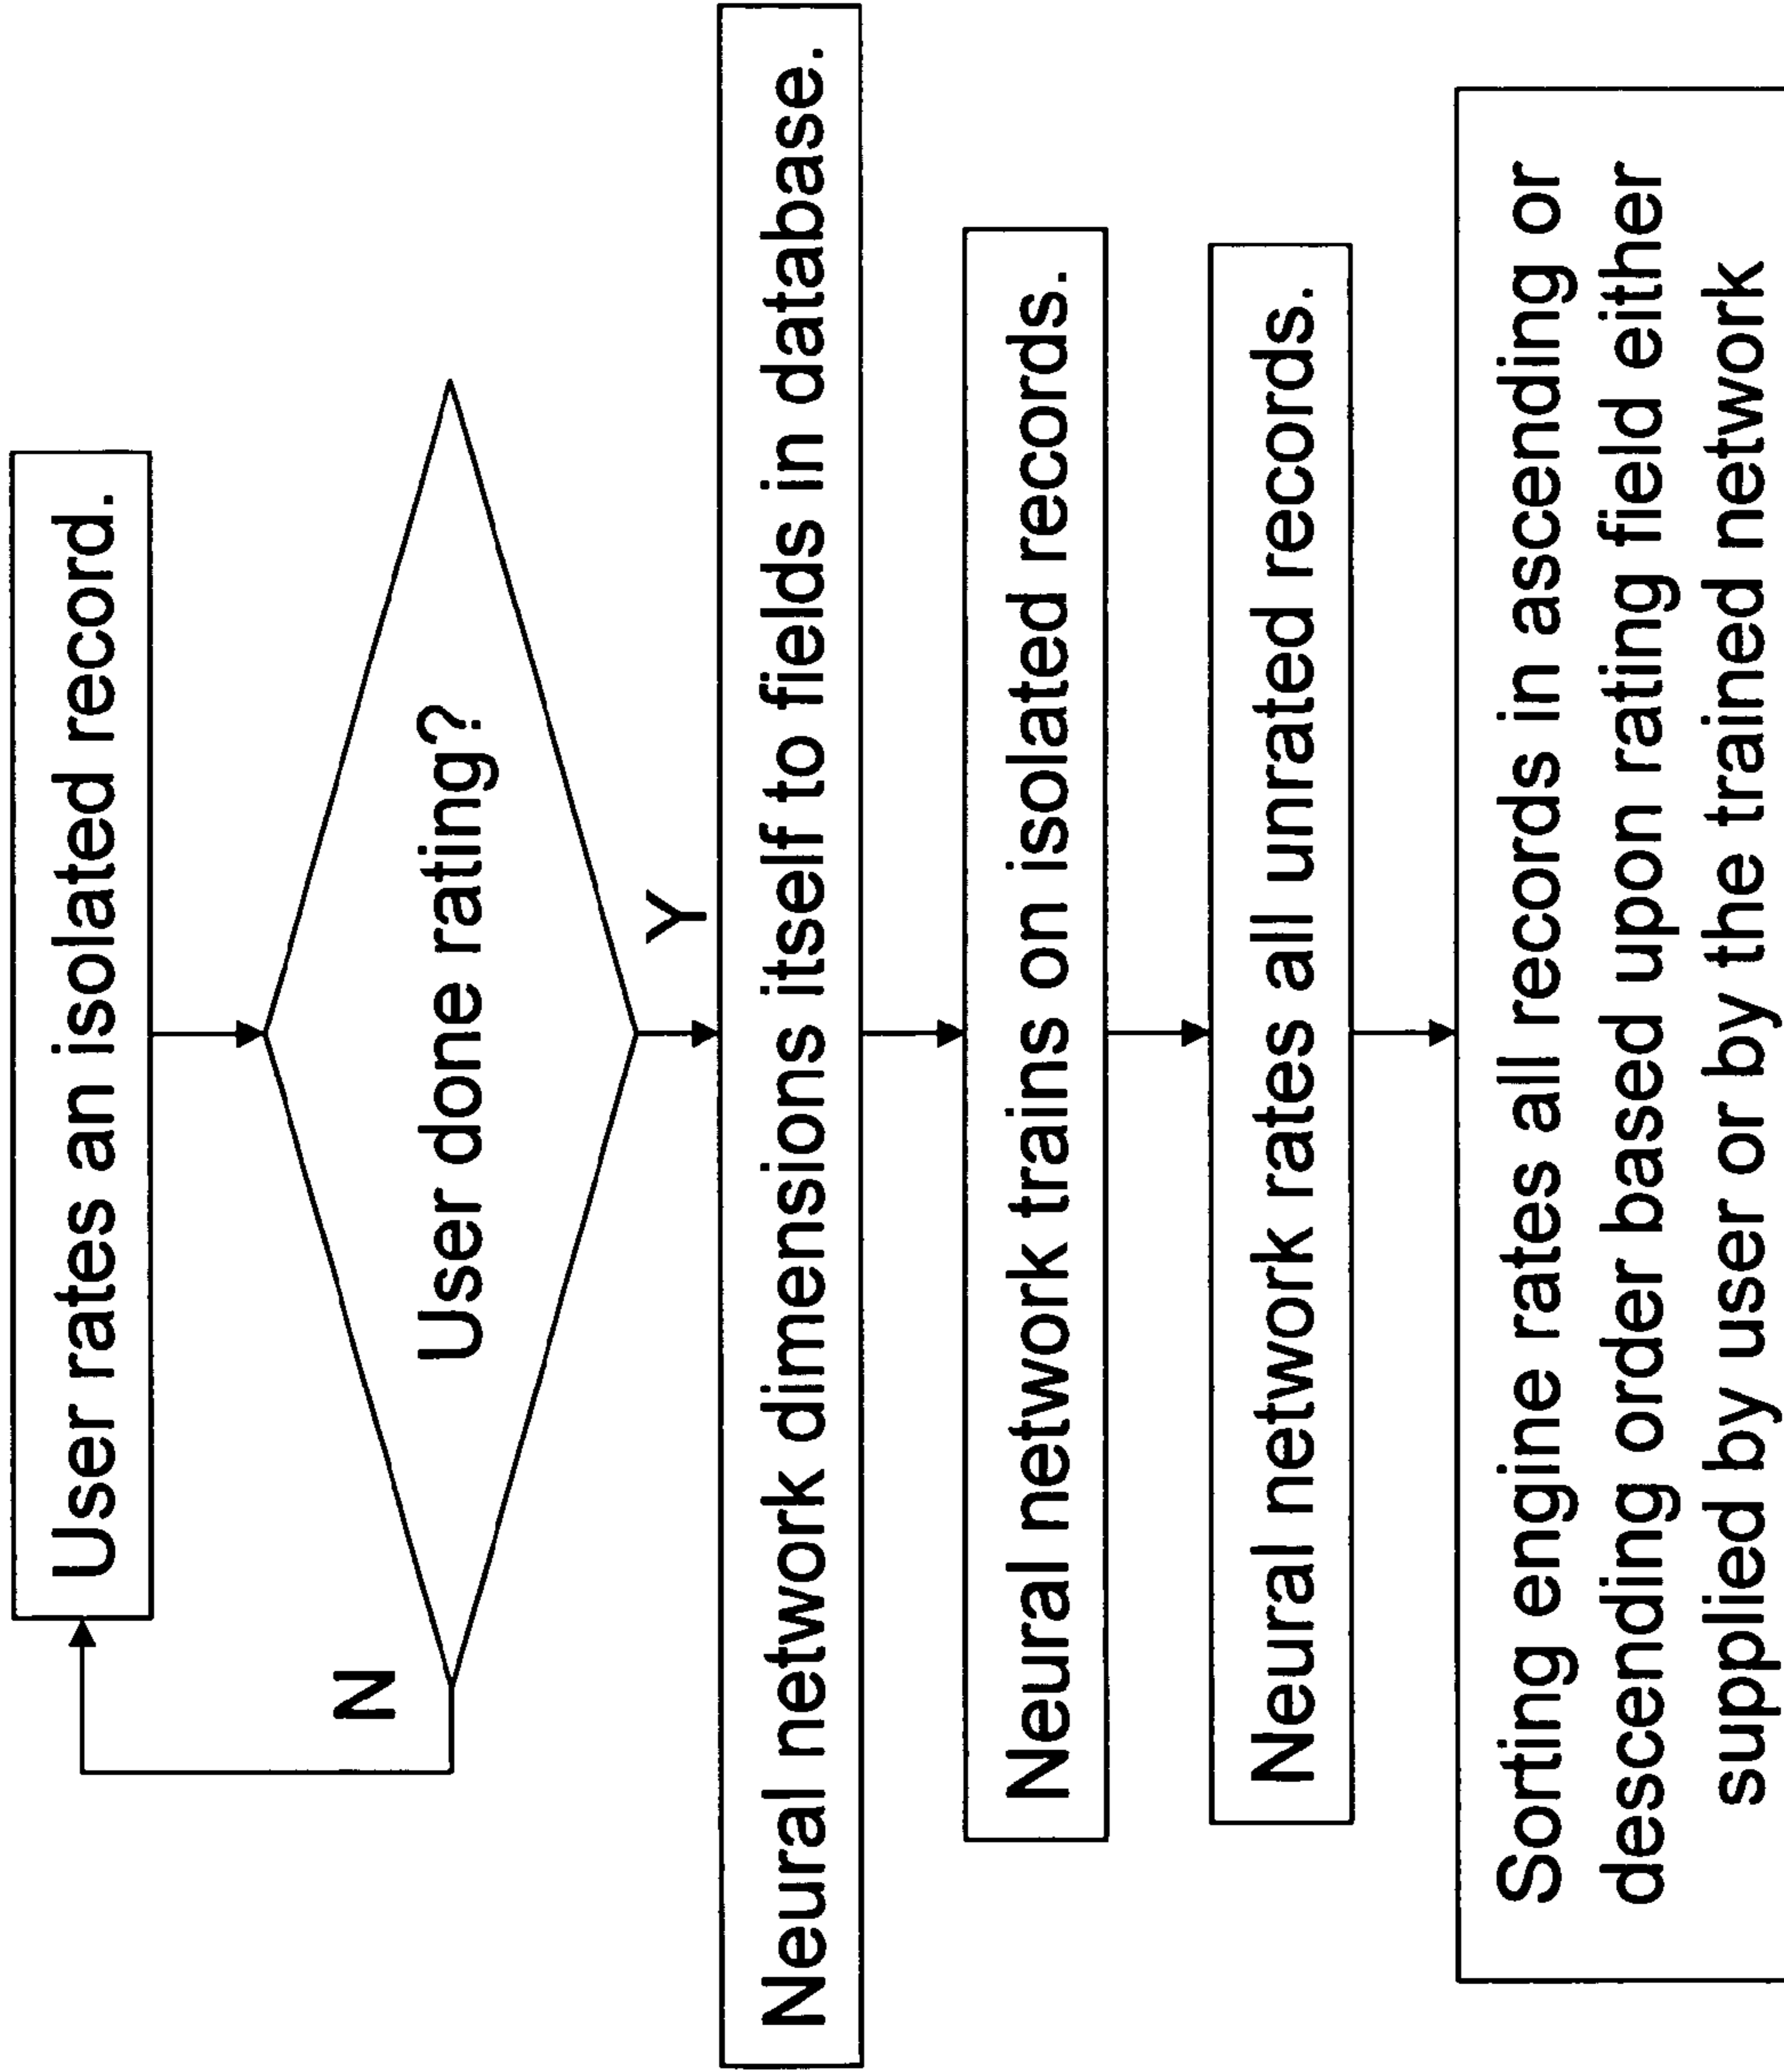 User rates an isolated record.
User done rating?
N
Y
Neural network dimensions itself to fields in database.
Neural network trains on isolated records.
Neural network rates all unrated records.
Sorting engine rates all records in ascending or
descending order based upon rating field either
supplied by user or by the trained network